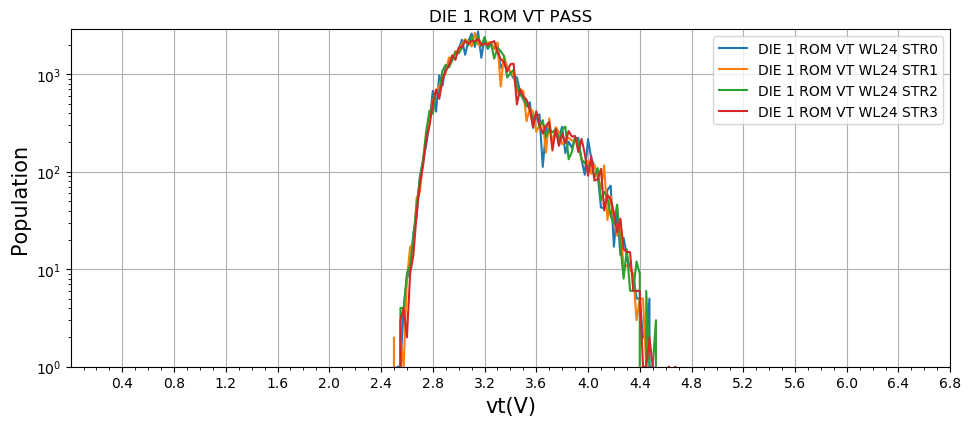 DIE 1 ROM VT PASS
DIE 1 ROM VT WL24 STR0
DIE 1 ROM VT WL24 STR1
DIE 1 ROM VT WL24 STR2
DIE 1 ROM VT WL24 STR3
Population
10³
10²
10¹
10⁰
0.4 0.8 1.2 1.6 2.0 2.4 2.8 3.2 3.6 4.0 4.4 4.8 5.2 5.6 6.0 6.4 6.8
vt(V)